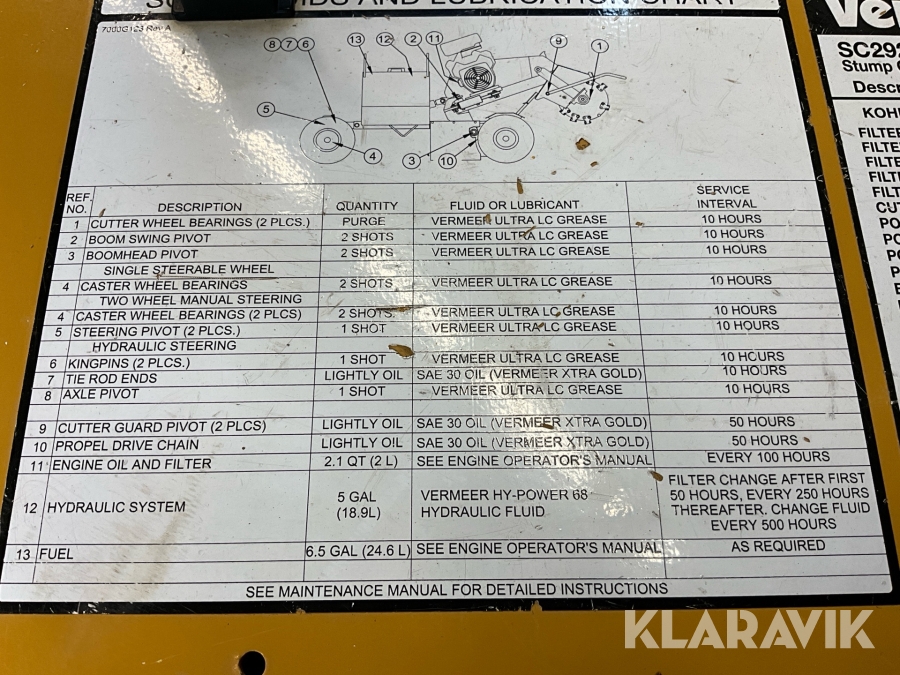 FLUIDS AND LUBRICATION CHART
7000G123 Rev A
8 7 6 13 12 2 11 9 1
5
4 3
10
REF. NO. DESCRIPTION QUANTITY FLUID OR LUBRICANT SERVICE INTERVAL
1 CUTTER WHEEL BEARINGS (2 PLCS.) PURGE VERMEER ULTRA LC GREASE 10 HOURS
2 BOOM SWING PIVOT 2 SHOTS VERMEER ULTRA LC GREASE 10 HOURS
3 BOOMHEAD PIVOT 2 SHOTS VERMEER ULTRA LC GREASE 10 HOURS
SINGLE STEERABLE WHEEL
4 CASTER WHEEL BEARINGS 2 SHOTS VERMEER ULTRA LC GREASE 10 HOURS
TWO WHEEL MANUAL STEERING
4 CASTER WHEEL BEARINGS (2 PLCS) 2 SHOTS VERMEER ULTRA LC GREASE 10 HOURS
5 STEERING PIVOT (2 PLCS.) 1 SHOT VERMEER ULTRA LC GREASE 10 HOURS
HYDRAULIC STEERING
6 KINGPINS (2 PLCS.) 1 SHOT VERMEER ULTRA LC GREASE 10 HOURS
7 TIE ROD ENDS LIGHTLY OIL SAE 30 OIL (VERMEER XTRA GOLD) 10 HOURS
8 AXLE PIVOT 1 SHOT VERMEER ULTRA LC GREASE 10 HOURS
9 CUTTER GUARD PIVOT (2 PLCS) LIGHTLY OIL SAE 30 OIL (VERMEER XTRA GOLD) 50 HOURS
10 PROPEL DRIVE CHAIN LIGHTLY OIL SAE 30 OIL (VERMEER XTRA GOLD) 50 HOURS
11 ENGINE OIL AND FILTER 2.1 QT (2 L) SEE ENGINE OPERATOR'S MANUAL EVERY 100 HOURS
12 HYDRAULIC SYSTEM 5 GAL (18.9L) VERMEER HY-POWER 68 HYDRAULIC FLUID FILTER CHANGE AFTER FIRST
50 HOURS, EVERY 250 HOURS
THEREAFTER. CHANGE FLUID
EVERY 500 HOURS
13 FUEL 6.5 GAL (24.6 L) SEE ENGINE OPERATOR'S MANUAL AS REQUIRED
SEE MAINTENANCE MANUAL FOR DETAILED INSTRUCTIONS
Ve
SC292
Stump
Descri
KOHL
FILTER
FILTE
FILTE
FILTE
FILT
CUT
PO
PO
KLARAVIK